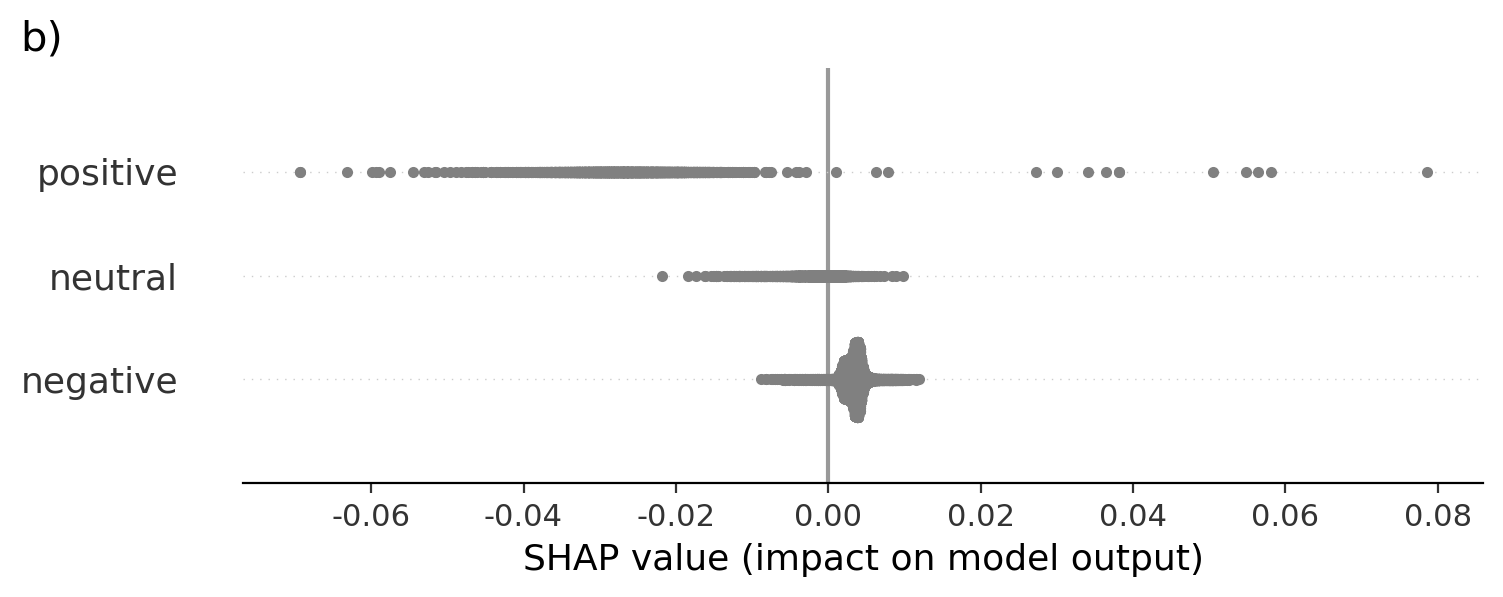 b)
positive
neutral
negative
-0.06 -0.04 -0.02 0.00 0.02 0.04 0.06 0.08
SHAP value (impact on model output)